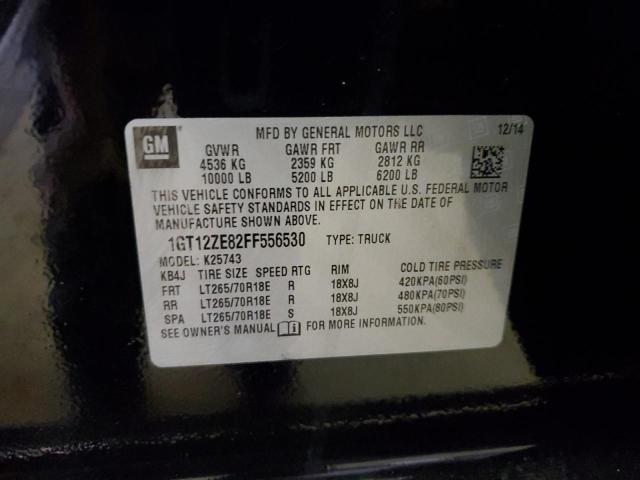 GM
MFD BY GENERAL MOTORS LLC 12/14
GVWR GAWR FRT GAWR RR
4536 KG 2359 KG 2812 KG
10000 LB 5200 LB 6200 LB
THIS VEHICLE CONFORMS TO ALL APPLICABLE U.S. FEDERAL MOTOR
VEHICLE SAFETY STANDARDS IN EFFECT ON THE DATE OF
MANUFACTURE SHOWN ABOVE.
1GT12ZE82FF556530 TYPE: TRUCK
MODEL: K25743
KB4J TIRE SIZE SPEED RTG RIM COLD TIRE PRESSURE
FRT LT265/70R18E R 18X8J 420KPA(60PSI)
RR LT265/70R18E R 18X8J 480KPA(70PSI)
SPA LT265/70R18E S 18X8J 550KPA(80PSI)
SEE OWNER'S MANUAL FOR MORE INFORMATION.